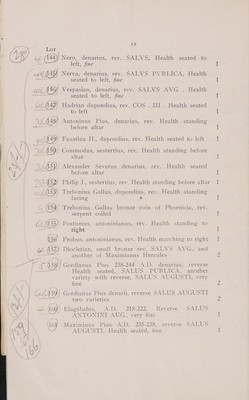 12
Lot
144 Nero, denarius, rev. SALVS, Health seated to
left, fine 1
145 Nerva, denarius, rev. SALVS PVBLICA, Health
seated to left, fine 1
146 Vespasian, denarius, rev. SALVS AVG . Health
seated to left, fine 1
147 Hadrian dupondius, rev. COS . III . Health seated
to left 1
148 Antoninus Pius, denarius, rev. Health standing
before altar 1
149 Faustina II., dupondius, rev. Health seated to left 1
150 Commodus, sestertius, rev. Health standing before
altar 1
151 Alexander Severus denarius, rev. Health seated
before altar 1
152 Philip I., sestertius, rev. Health standing before altar 1
153 Trebonius Gallus, dupondius, rev. Health standing
facing 1
154 Trebonius Gallus bronze coin of Phoenicia, rev.
serpent coiled 1
155 Postumus, antoninianus, rev. Health standing to
right 1
156 Probus, antoninianus, rev. Health marching to right 1
157 Diocletian, small bronze rev. SALVS AVG., and
another of Maximianus Hercules 2
158 Gordianus Pius 238-244 A.D. denarius, reverse
Health seated, SALUS PUBLICA, another
variety with reverse, SALUS AUGUSTI, very
fine 2
159 Gordianus Pius denarii, reverse SALUS AUGUSTI
two varieties 2
160 Elagabalus, A.D. 218-222, Reverse SALUS
ANTONINI AUG., very fine 1
161 Maximianus Pius A.D. 235-238, reverse SALUS
AUGUSTI, Health seated, fine 1